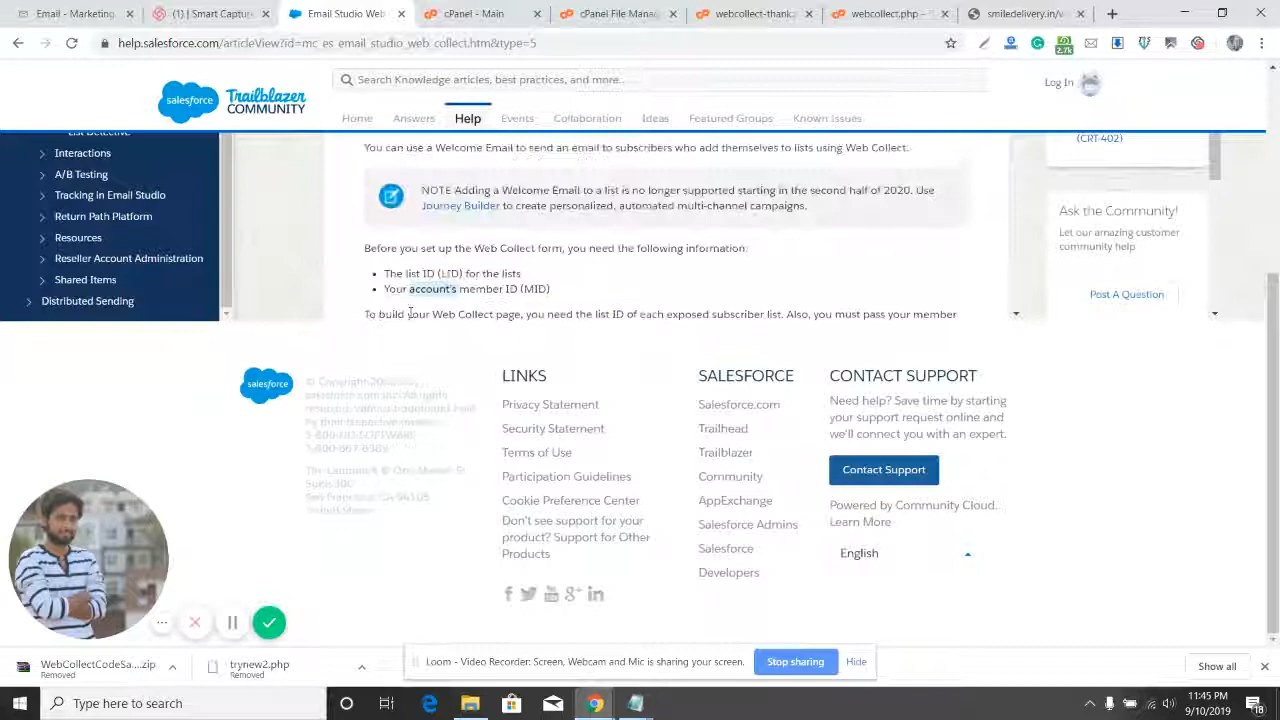 Email Studio Web
cPanel - Main
cPanel File Mana
webcollect-thank
webcollect.php -
smiledelivery.in/w
help.salesforce.com/articleView?id=mc_es_email_studio_web_collect.htm&type=5
2.7k
salesforce
Trailblazer
COMMUNITY
Search Knowledge articles, best practices, and more..
Log In
Home
Answers
Help
Events
Collaboration
Ideas
Featured Groups
Known Issues
List Detective
Interactions
A/B Testing
Tracking in Email Studio
Return Path Platform
Resources
Reseller Account Administration
Shared Items
Distributed Sending
You can use a Welcome Email to send an email to subscribers who add themselves to lists using Web Collect.
NOTE Adding a Welcome Email to a list is no longer supported starting in the second half of 2020. Use
Journey Builder to create personalized, automated multi-channel campaigns.
Before you set up the Web Collect form, you need the following information:
The list ID (LID) for the lists
Your account's member ID (MID)
To build your Web Collect page, you need the list ID of each exposed subscriber list. Also, you must pass your member
(CRT-402)
Ask the Community!
Let our amazing customer
community help
Post A Question
salesforce
LINKS
Privacy Statement
Security Statement
Terms of Use
Participation Guidelines
Cookie Preference Center
Don't see support for your
product? Support for Other
Products
SALESFORCE
Salesforce.com
Trailhead
Trailblazer
Community
AppExchange
Salesforce Admins
Salesforce
Developers
CONTACT SUPPORT
Need help? Save time by starting
your support request online and
we'll connect you with an expert.
Contact Support
Powered by Community Cloud..
Learn More
English
WebCollectCodeSa....zip
Removed
trynew2.php
Removed
Loom - Video Recorder: Screen, Webcam and Mic is sharing your screen.
Stop sharing
Hide
Show all
Type here to search
11:45 PM
9/10/2019
18